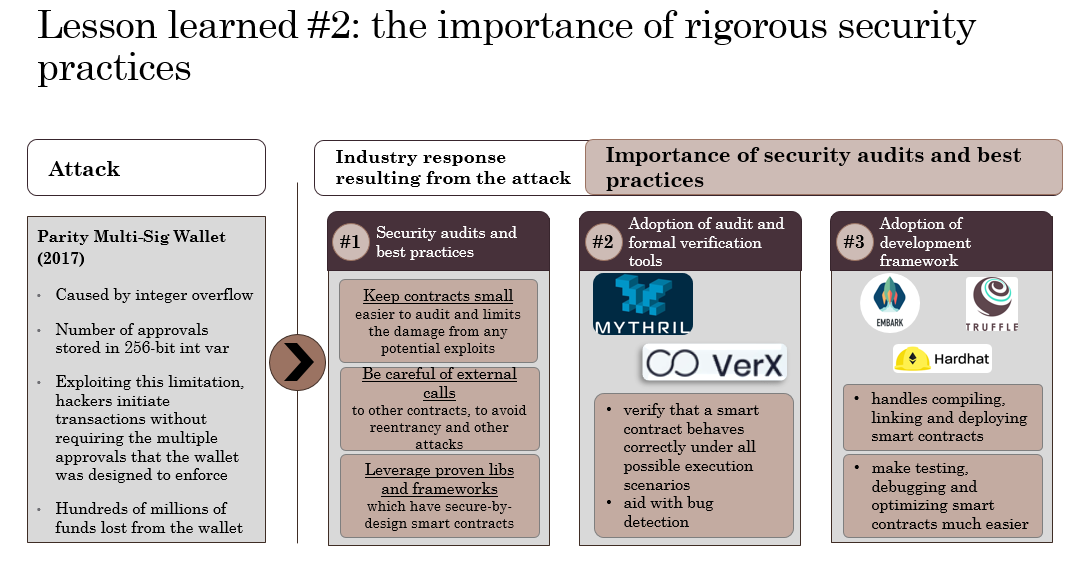 Lesson learned #2: the importance of rigorous security
practices
Attack
Industry response
resulting from the attack
Importance of security audits and best
practices
Parity Multi-Sig Wallet
(2017)
• Caused by integer overflow
• Number of approvals
stored in 256-bit int var
• Exploiting this limitation,
hackers initiate
transactions without
requiring the multiple
approvals that the wallet
was designed to enforce
• Hundreds of millions of
funds lost from the wallet
#1
Security audits and
best practices
Keep contracts small
easier to audit and limits
the damage from any
potential exploits
Be careful of external
calls
to other contracts, to avoid
reentrancy and other
attacks
Leverage proven libs
and frameworks
which have secure-by-
design smart contracts
#2
Adoption of audit and
formal verification
tools
MYTHRIL
VerX
• verify that a smart
contract behaves
correctly under all
possible execution
scenarios
• aid with bug
detection
#3
Adoption of
development
framework
EMBARK
TRUFFLE
Hardhat
• handles compiling,
linking and deploying
smart contracts
• make testing,
debugging and
optimizing smart
contracts much easier